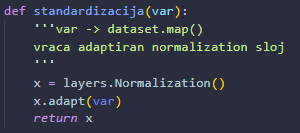 def standardizacija(var):
    '''var -> dataset.map()
    vraca adaptiran normalization sloj
    '''
    x = layers.Normalization()
    x.adapt(var)
    return x